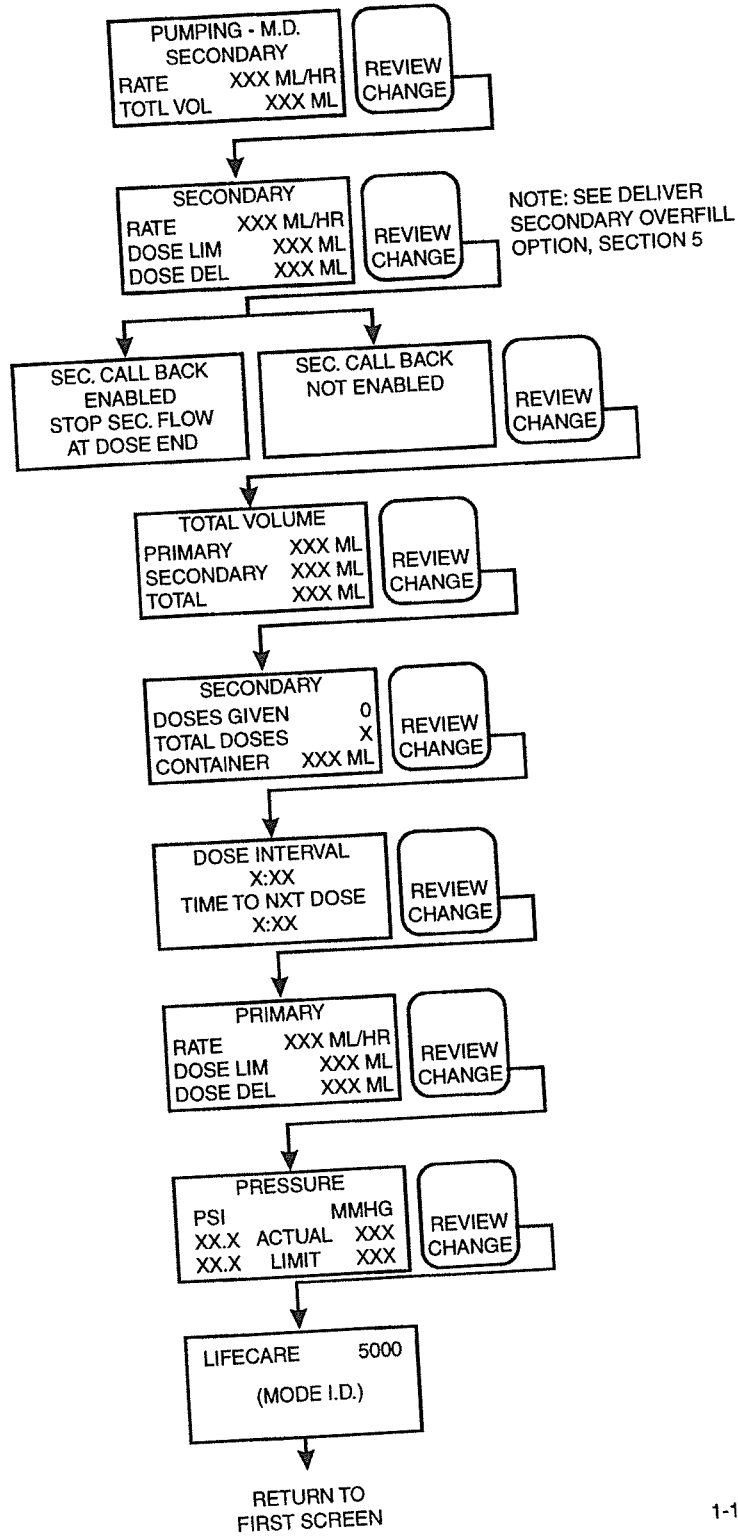 PUMPING - M.D.
SECONDARY
RATE XXX ML/HR
TOTL VOL XXX ML
REVIEW
CHANGE
SECONDARY
RATE XXX ML/HR
DOSE LIM XXX ML
DOSE DEL XXX ML
REVIEW
CHANGE
NOTE: SEE DELIVER
SECONDARY OVERFILL
OPTION, SECTION 5
SEC. CALL BACK
ENABLED
STOP SEC. FLOW
AT DOSE END
SEC. CALL BACK
NOT ENABLED
REVIEW
CHANGE
TOTAL VOLUME
PRIMARY XXX ML
SECONDARY XXX ML
TOTAL XXX ML
REVIEW
CHANGE
SECONDARY
DOSES GIVEN 0
TOTAL DOSES X
CONTAINER XXX ML
REVIEW
CHANGE
DOSE INTERVAL
X:XX
TIME TO NXT DOSE
X:XX
REVIEW
CHANGE
PRIMARY
RATE XXX ML/HR
DOSE LIM XXX ML
DOSE DEL XXX ML
REVIEW
CHANGE
PRESSURE
PSI MMHG
XX.X ACTUAL XXX
XX.X LIMIT XXX
REVIEW
CHANGE
LIFECARE 5000
(MODE I.D.)
RETURN TO
FIRST SCREEN
1-1